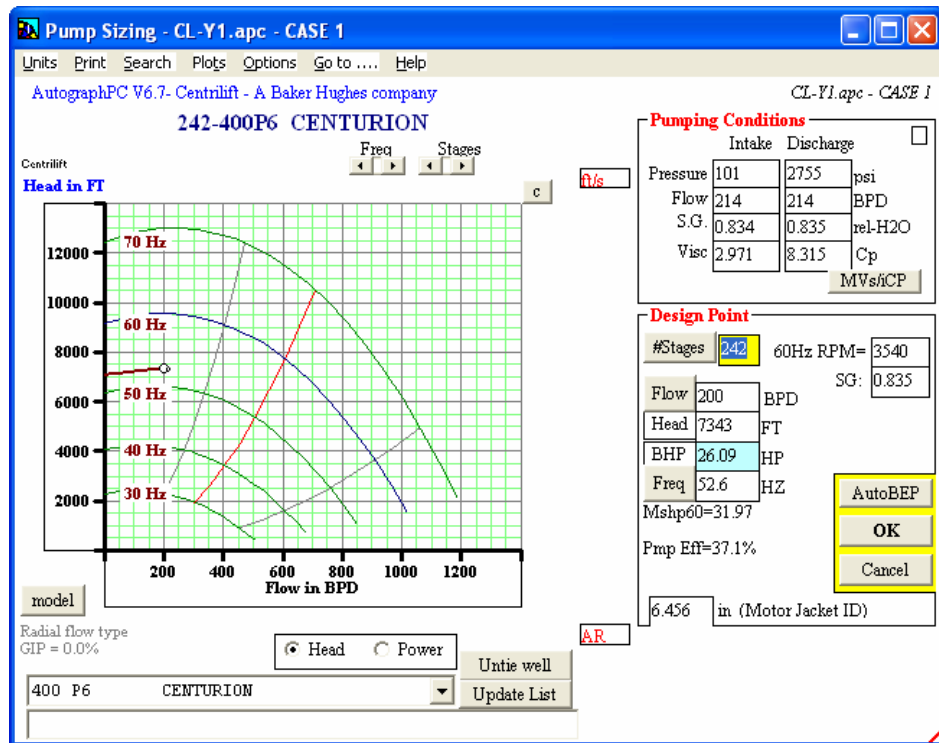 Pump Sizing - CL-Y1.apc - CASE 1
Units Print Search Plots Options Go to .... Help
AutographPC V6.7- Centrilift - A Baker Hughes company
CL-Y1.apc - CASE 1
242-400P6 CENTURION
Freq Stages
Centrilift
Head in FT
c
ft/s
12000
10000
8000
6000
4000
2000
70 Hz
60 Hz
50 Hz
40 Hz
30 Hz
200 400 600 800 1000 1200
Flow in BPD
model
Radial flow type
GIP = 0.0%
Head Power
AR
Untie well
Update List
400 P6 CENTURION
Pumping Conditions
Intake Discharge
Pressure 101 2755 psi
Flow 214 214 BPD
S.G. 0.834 0.835 rel-H2O
Visc 2.971 8.315 Cp
MVs/iCP
Design Point
#Stages 242 60Hz RPM= 3540
SG: 0.835
Flow 200 BPD
Head 7343 FT
BHP 26.09 HP
Freq 52.6 HZ
Mshp60=31.97
Pmp Eff=37.1%
AutoBEP
OK
Cancel
6.456 in (Motor Jacket ID)